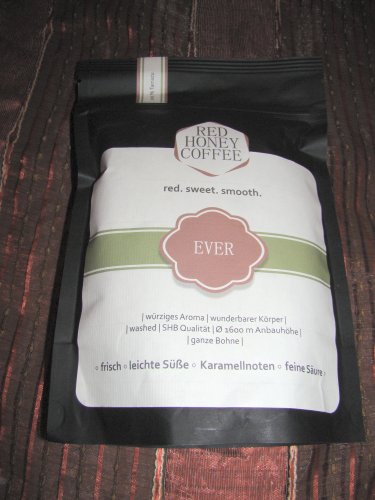 RED
HONEY
COFFEE
red. sweet. smooth.
EVER
| würziges Aroma | wunderbarer Körper |
| washed | SHB Qualität | Ø 1600 m Anbauhöhe |
| ganze Bohne |
◦ frisch ◦ leichte Süße ◦ Karamellnoten ◦ feine Säure ◦